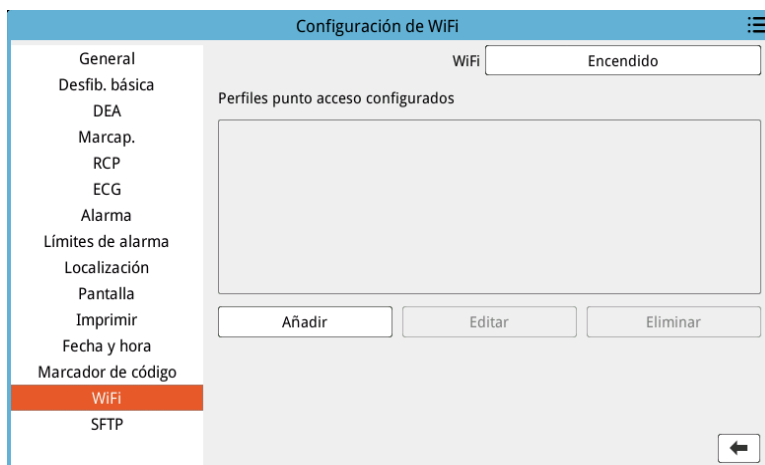 Configuración de WiFi
General
Desfib. básica
DEA
Marcap.
RCP
ECG
Alarma
Límites de alarma
Localización
Pantalla
Imprimir
Fecha y hora
Marcador de código
WiFi
SFTP
WiFi Encendido
Perfiles punto acceso configurados
Añadir Editar Eliminar